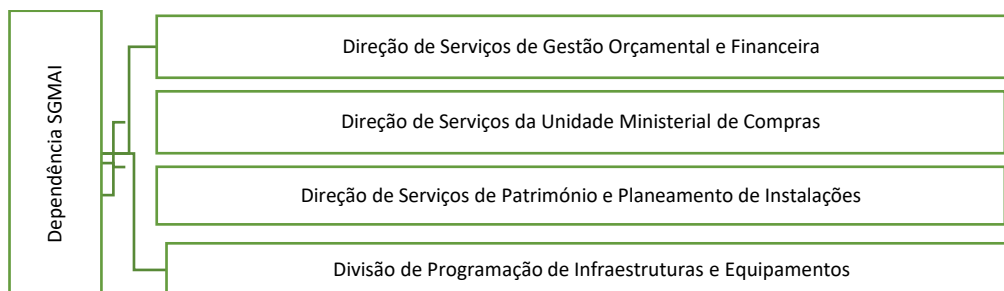 Dependência SGMAI
Direção de Serviços de Gestão Orçamental e Financeira
Direção de Serviços da Unidade Ministerial de Compras
Direção de Serviços de Património e Planeamento de Instalações
Divisão de Programação de Infraestruturas e Equipamentos